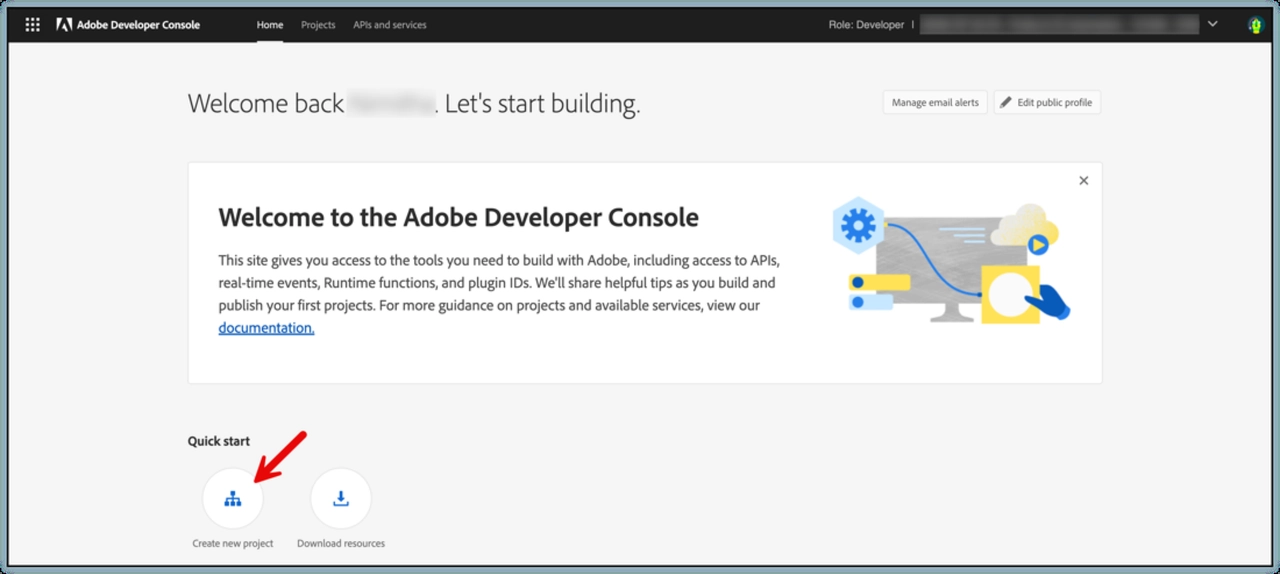 Adobe Developer Console Home Projects APIs and services Role: Developer |
Welcome back . Let's start building.
Manage email alerts Edit public profile
Welcome to the Adobe Developer Console
This site gives you access to the tools you need to build with Adobe, including access to APIs,
real-time events, Runtime functions, and plugin IDs. We'll share helpful tips as you build and
publish your first projects. For more guidance on projects and available services, view our
documentation.
Quick start
Create new project Download resources